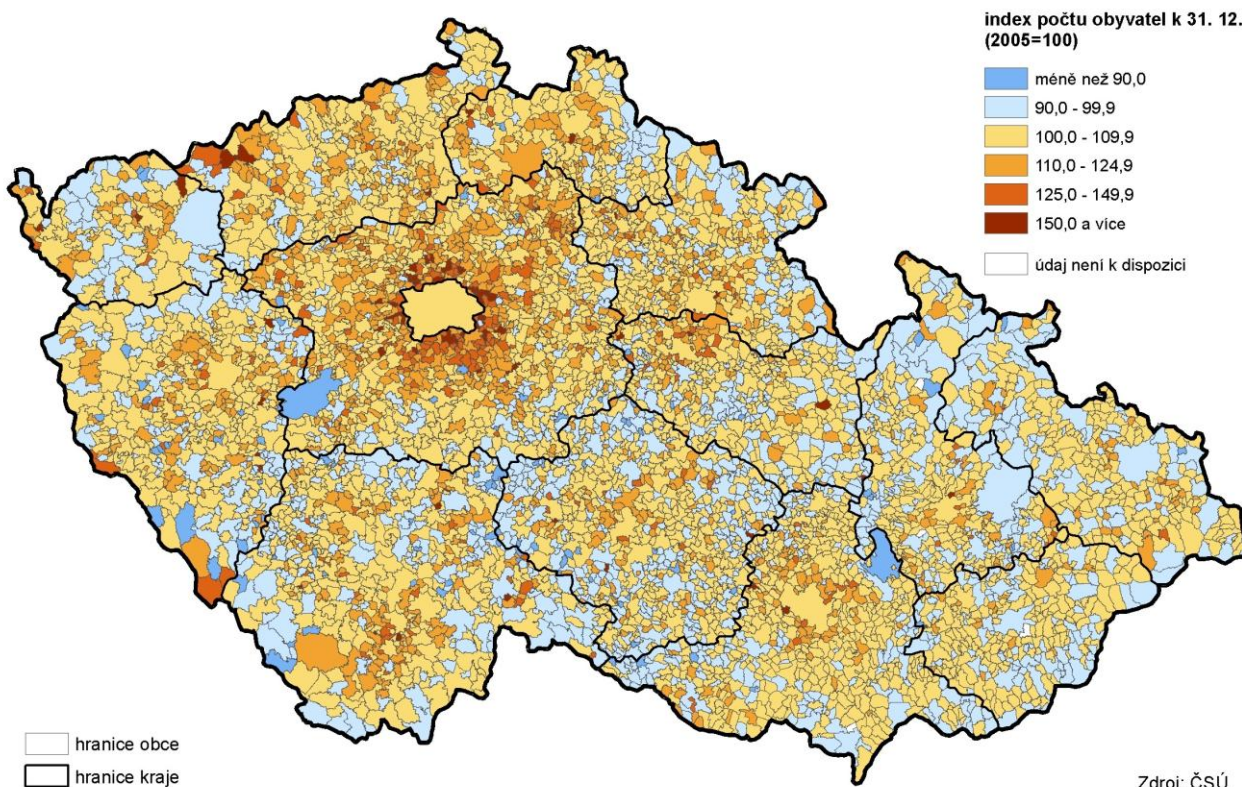 index počtu obyvatel k 31. 12.
(2005=100)
méně než 90,0
90,0 - 99,9
100,0 - 109,9
110,0 - 124,9
125,0 - 149,9
150,0 a více
údaj není k dispozici
hranice obce
hranice kraje
Zdroj: ČSÚ